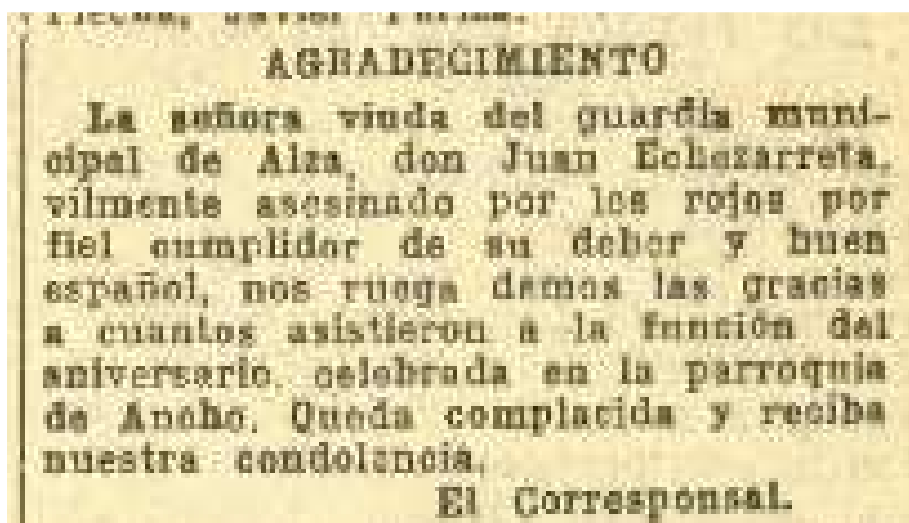 Javier
AGRADECIMIENTO
La señora viuda del guardia muni-
cipal de Alza, don Juan Echezarreta,
vilmente asesinado por los rojos por
fiel cumplidor de su deber y buen
español, nos ruega demos las gracias
a cuantos asistieron a la función del
aniversario, celebrada en la parroquia
de Ancho. Queda complacida y reciba
nuestra condolencia.
El Corresponsal.